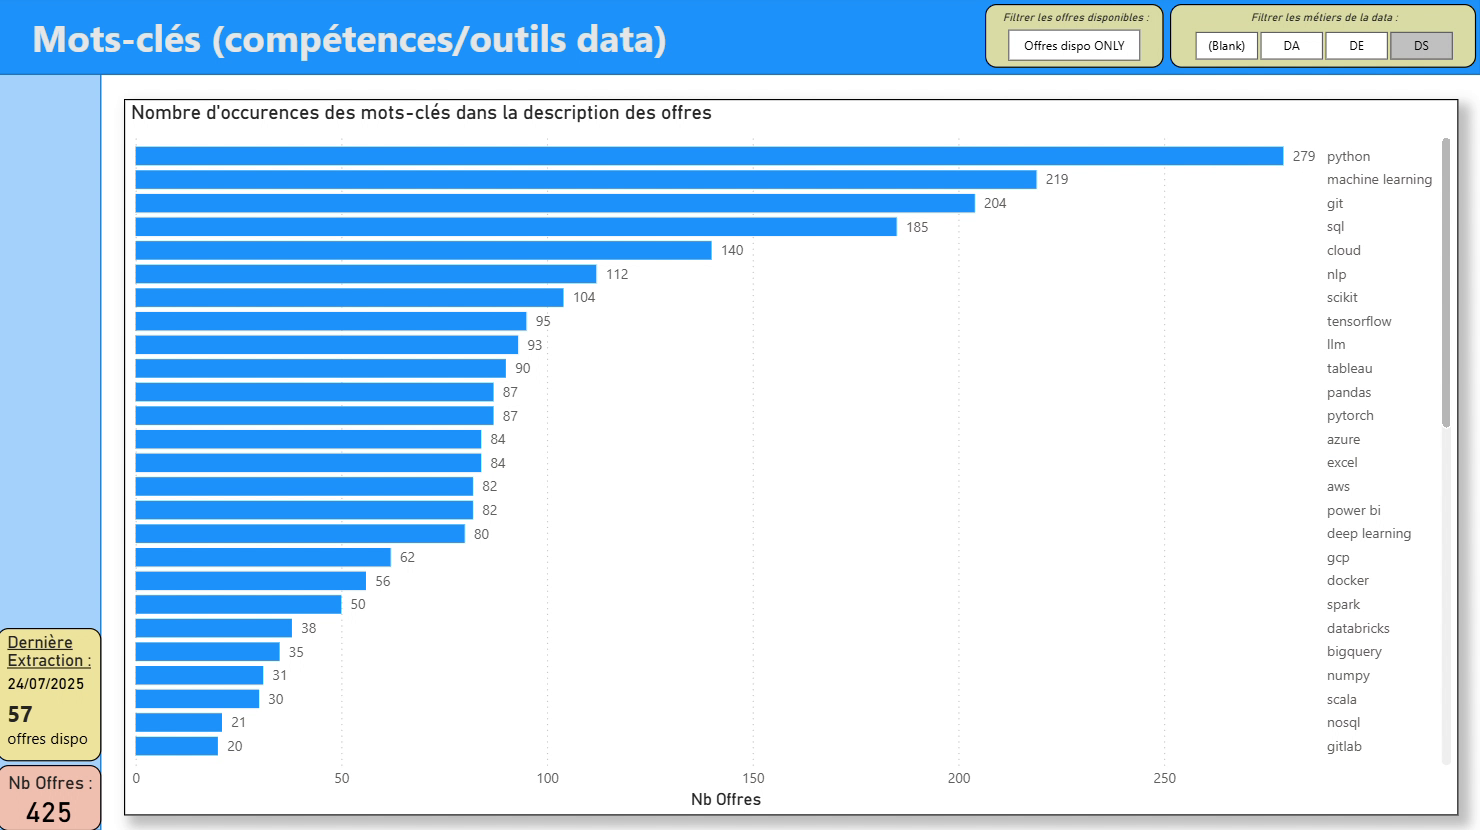 Mots-clés (compétences/outils data)
Filtrer les offres disponibles :
Offres dispo ONLY
Filtrer les métiers de la data :
(Blank) DA DE DS
Nombre d'occurences des mots-clés dans la description des offres
279 python
219 machine learning
204 git
185 sql
140 cloud
112 nlp
104 scikit
95 tensorflow
93 llm
90 tableau
87 pandas
87 pytorch
84 azure
84 excel
82 aws
82 power bi
80 deep learning
62 gcp
56 docker
50 spark
38 databricks
35 bigquery
31 numpy
30 scala
21 nosql
20 gitlab
0 50 100 150 200 250
Nb Offres
Dernière
Extraction :
24/07/2025
57
offres dispo
Nb Offres :
425